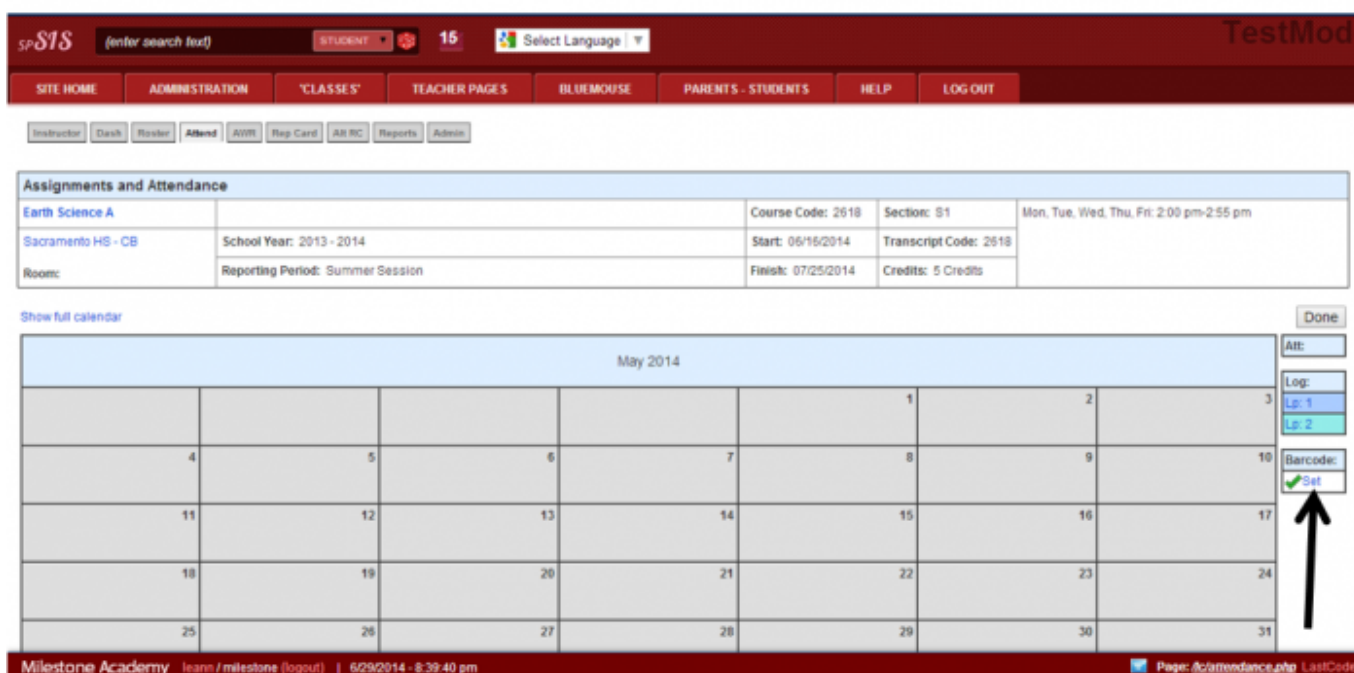 TestMod
SPSIS (enter search text) STUDENT 15 Select Language
SITE HOME ADMINISTRATION 'CLASSES' TEACHER PAGES BLUEMOUSE PARENTS - STUDENTS HELP LOG OUT
Instructor Dash Roster Attend AWR Rep Card Alt RC Reports Admin
Assignments and Attendance
Earth Science A Course Code: 2618 Section: S1 Mon, Tue, Wed, Thu, Fri: 2:00 pm-2:55 pm
Sacramento HS - CB School Year: 2013 - 2014 Start: 06/16/2014 Transcript Code: 2618
Room: Reporting Period: Summer Session Finish: 07/25/2014 Credits: 5 Credits
Show full calendar Done
May 2014
Att:
Log:
Lp: 1
Lp: 2
Barcode:
Set
1 2 3
4 5 6 7 8 9 10
11 12 13 14 15 16 17
18 19 20 21 22 23 24
25 26 27 28 29 30 31
Milestone Academy leann / milestone (logout) | 6/29/2014 - 8:39:40 pm Page: /lc/attendance.php LastCode